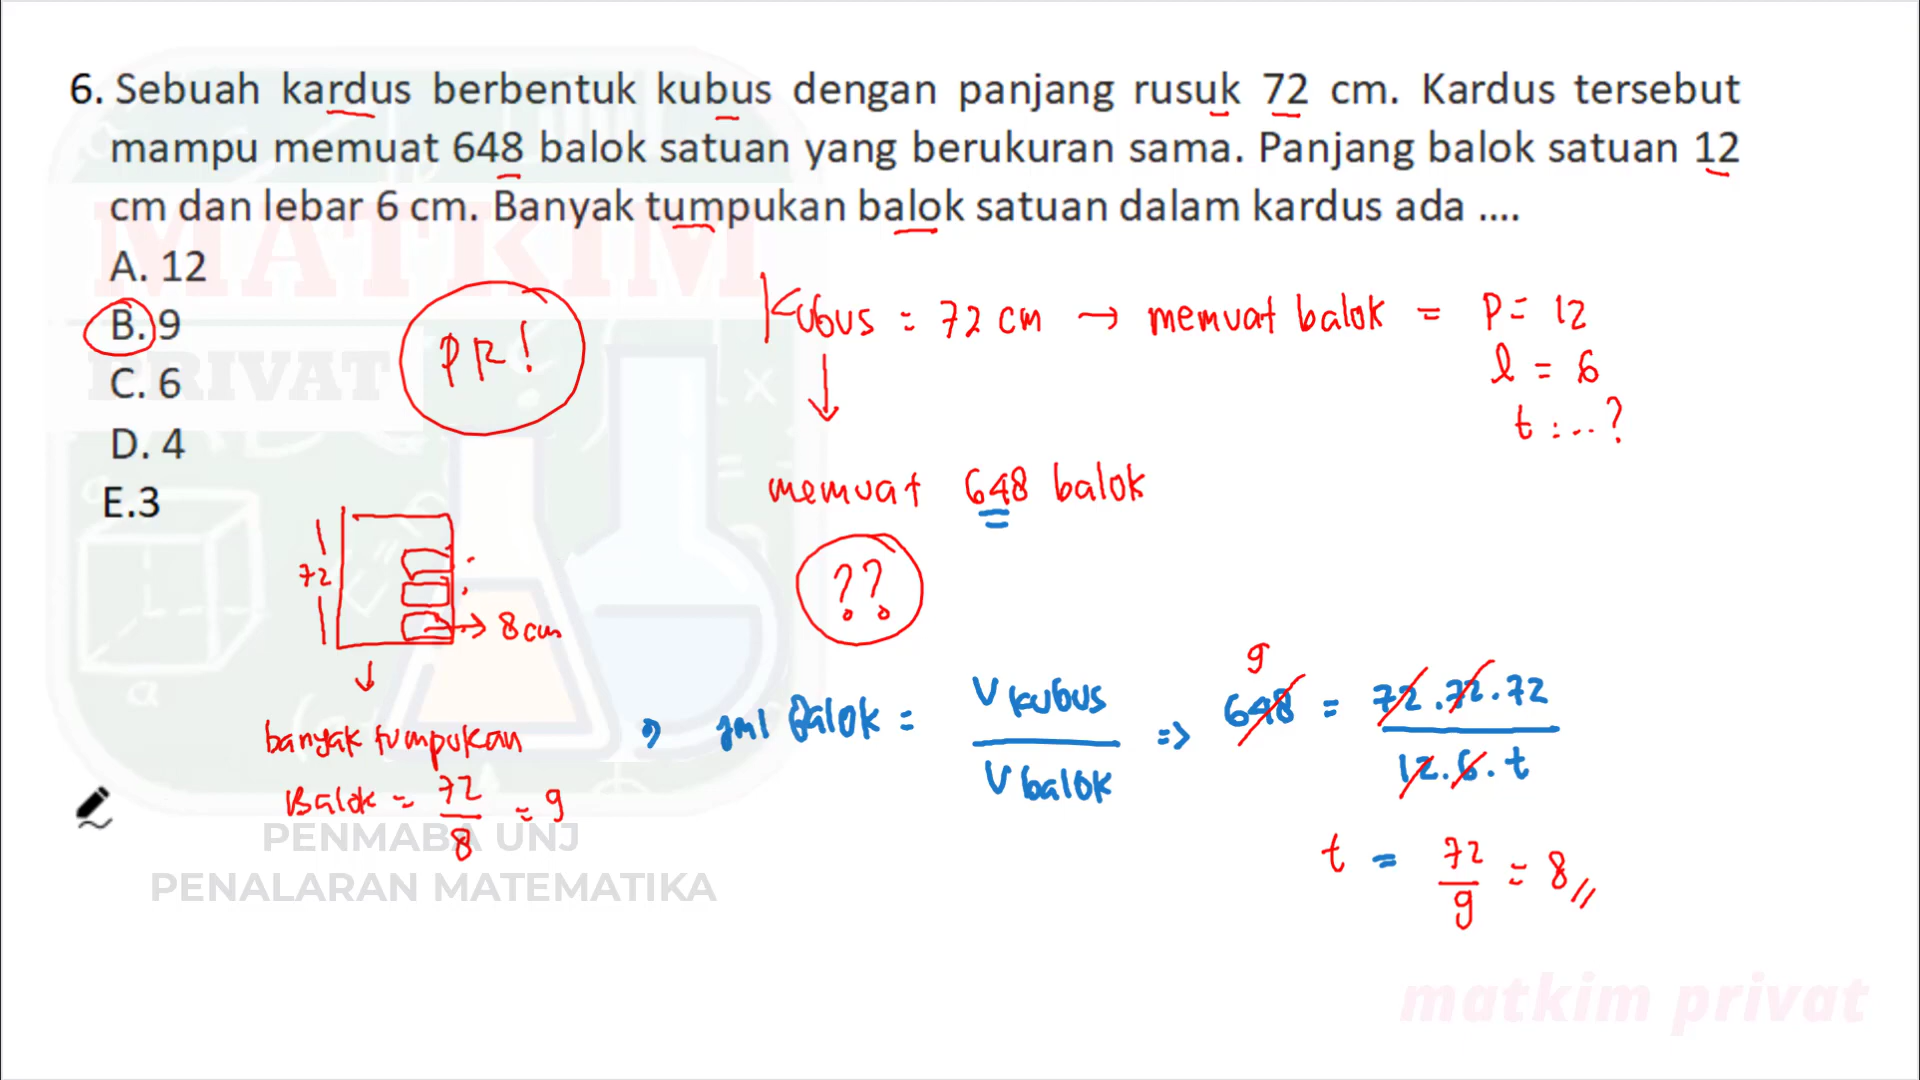 6. Sebuah kardus berbentuk kubus dengan panjang rusuk 72 cm. Kardus tersebut
mampu memuat 648 balok satuan yang berukuran sama. Panjang balok satuan 12
cm dan lebar 6 cm. Banyak tumpukan balok satuan dalam kardus ada ....
A. 12
B. 9
C. 6
D. 4
E.3
PR!
Kubus = 72 cm → memuat balok = P = 12
l = 6
t : ... ?
memuat 648 balok
??
72
8 cm
banyak tumpukan
Balok = 72/8 = 9
⇒ jml Balok = V kubus / V balok ⇒ 648 = 72.72.72 / 12.6.t
9
t = 72/9 = 8 //
MATKIM
PRIVAT
PENMABA UNJ
PENALARAN MATEMATIKA
matkim privat